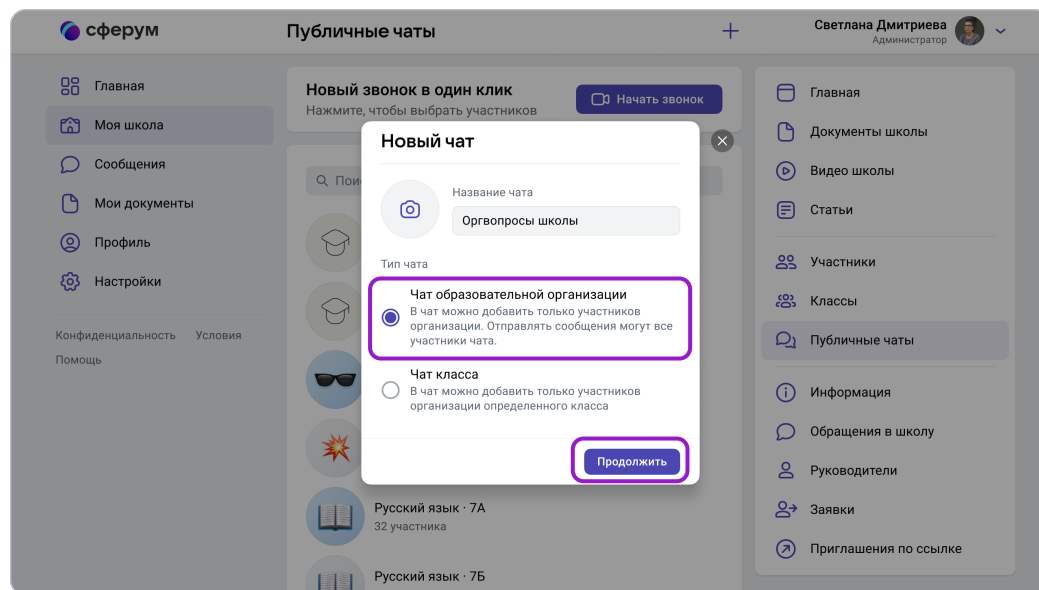 сферум
Публичные чаты
Светлана Дмитриева
Администратор
Главная
Моя школа
Сообщения
Мои документы
Профиль
Настройки
Конфиденциальность Условия
Помощь
Новый звонок в один клик
Нажмите, чтобы выбрать участников
Начать звонок
Новый чат
Название чата
Оргвопросы школы
Тип чата
Чат образовательной организации
В чат можно добавить только участников
организации. Отправлять сообщения могут все
участники чата.
Чат класса
В чат можно добавить только участников
организации определенного класса
Продолжить
Русский язык · 7А
32 участника
Русский язык · 7Б
Главная
Документы школы
Видео школы
Статьи
Участники
Классы
Публичные чаты
Информация
Обращения в школу
Руководители
Заявки
Приглашения по ссылке